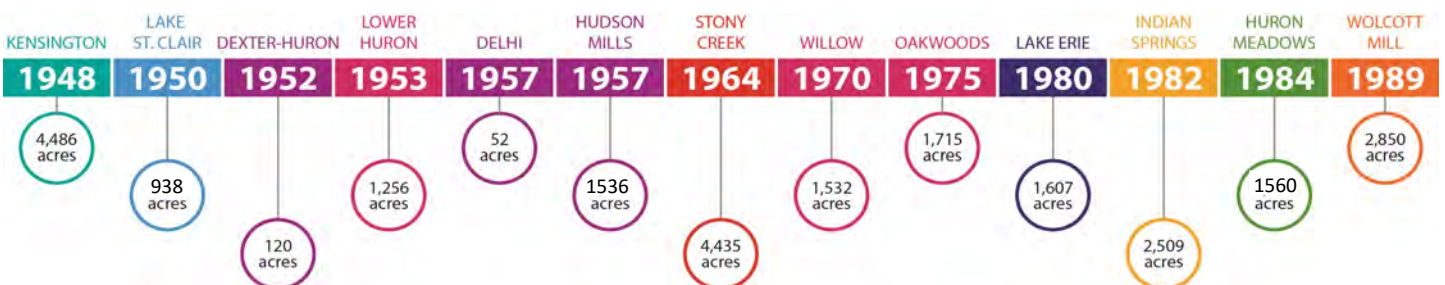 KENSINGTON
1948
4,486
acres
LAKE
ST. CLAIR
1950
938
acres
DEXTER-HURON
1952
120
acres
LOWER
HURON
1953
1,256
acres
DELHI
1957
52
acres
HUDSON
MILLS
1957
1536
acres
STONY
CREEK
1964
4,435
acres
WILLOW
1970
1,532
acres
OAKWOODS
1975
1,715
acres
LAKE ERIE
1980
1,607
acres
INDIAN
SPRINGS
1982
2,509
acres
HURON
MEADOWS
1984
1560
acres
WOLCOTT
MILL
1989
2,850
acres